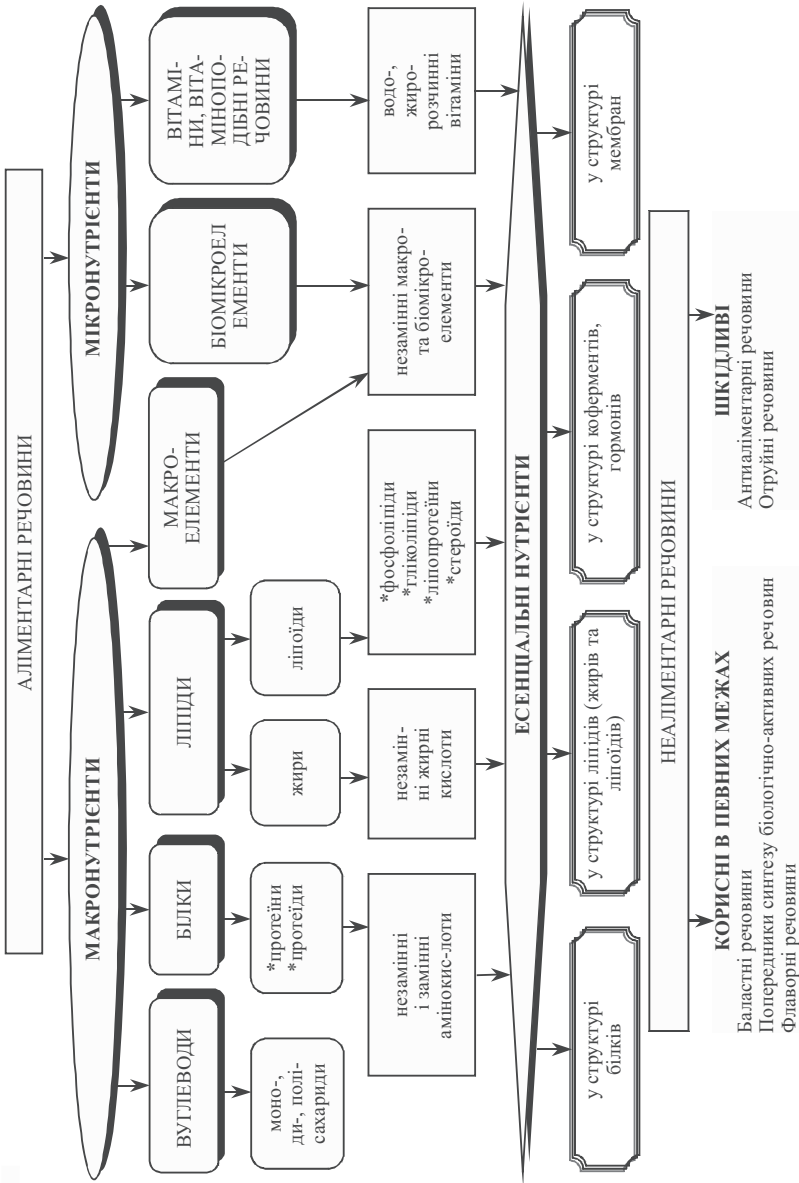 АЛІМЕНТАРНІ РЕЧОВИНИ
МАКРОНУТРІЄНТИ
МІКРОНУТРІЄНТИ
ВУГЛЕВОДИ
БІЛКИ
ЛІПІДИ
МАКРО-
ЕЛЕМЕНТИ
БІОМІКРОЕЛ
ЕМЕНТИ
ВІТАМІ-
НИ, ВІТА-
МІНОПО-
ДІБНІ РЕ-
ЧОВИНИ
моно-,
ди-, полі-
сахариди
*протеїни
*протеїди
жири
ліпоїди
незамінні
і замінні
амінокис-лоти
незамін-
ні жирні
кислоти
*фосфоліпіди
*гліколіпіди
*ліпопротеїни
*стероїди
незамінні макро-
та біомікро-
елементи
водо-,
жиро-
розчинні
вітаміни
ЕСЕНЦІАЛЬНІ НУТРІЄНТИ
у структурі
білків
у структурі ліпідів (жирів та
ліпоїдів)
у структурі коферментів,
гормонів
у структурі
мембран
НЕАЛІМЕНТАРНІ РЕЧОВИНИ
КОРИСНІ В ПЕВНИХ МЕЖАХ
Баластні речовини
Попередники синтезу біологічно-активних речовин
Флаворні речовини
ШКІДЛИВІ
Антиаліментарні речовини
Отруйні речовини